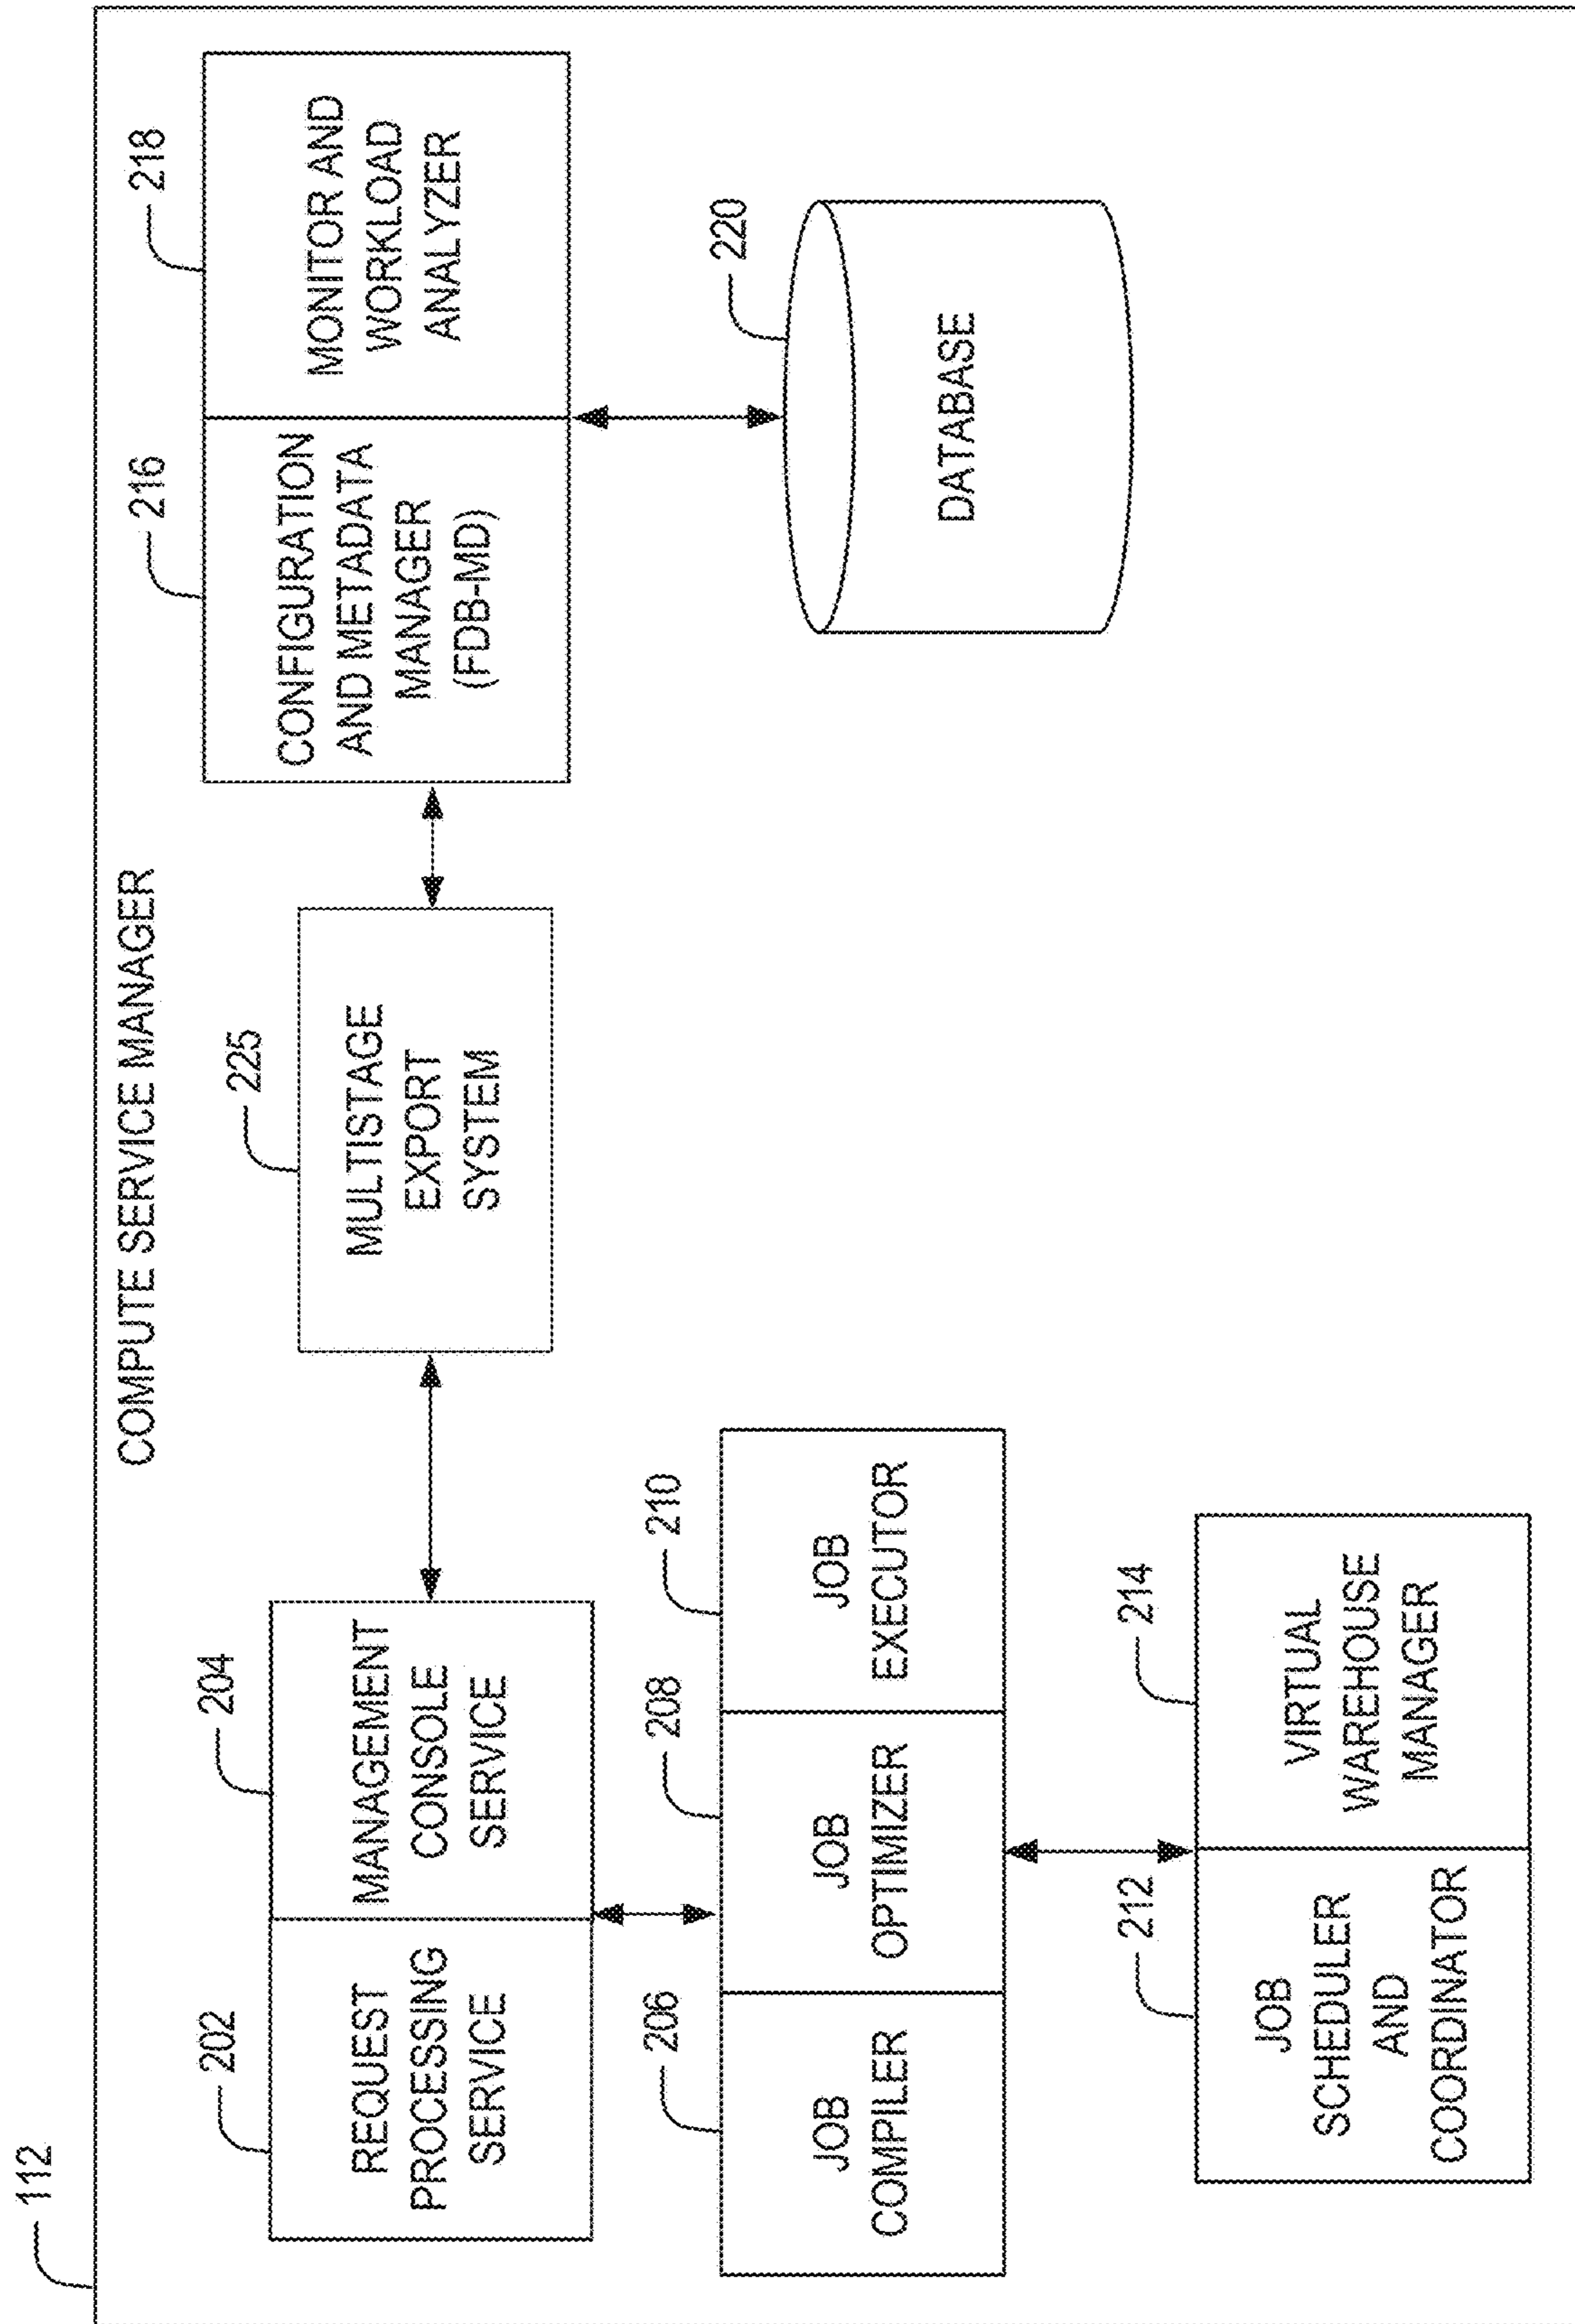 112
COMPUTE SERVICE MANAGER
202
REQUEST
PROCESSING
SERVICE
204
MANAGEMENT
CONSOLE
SERVICE
225
MULTISTAGE
EXPORT
SYSTEM
216
CONFIGURATION
AND METADATA
MANAGER
(FDB-MD)
218
MONITOR AND
WORKLOAD
ANALYZER
206
JOB
COMPILER
208
JOB
OPTIMIZER
210
JOB
EXECUTOR
220
DATABASE
212
JOB
SCHEDULER
AND
COORDINATOR
214
VIRTUAL
WAREHOUSE
MANAGER